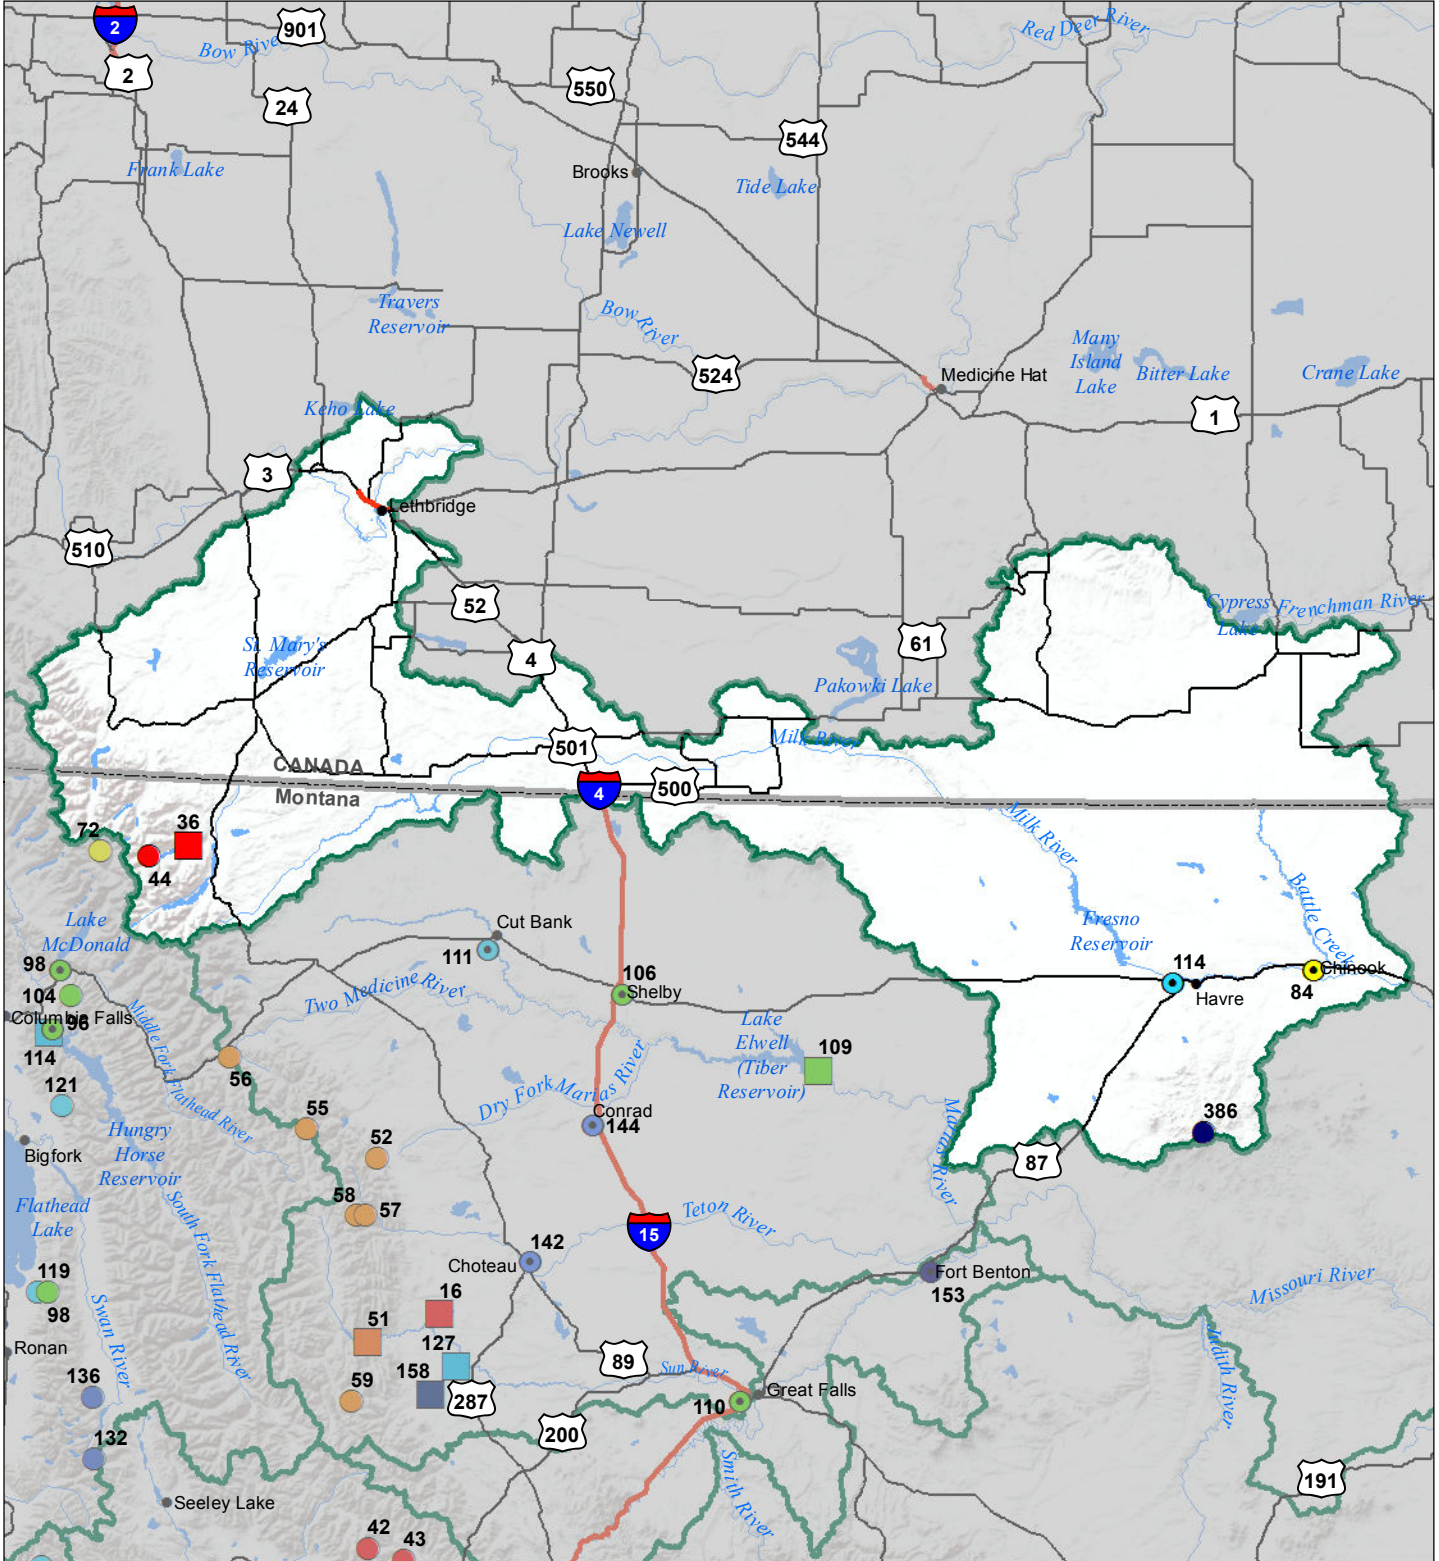 2
901
Bow River
Red Deer River
2
24
550
544
Frank Lake
Brooks
Tide Lake
Lake Newell
Travers
Reservoir
Bow River
524
Many
Island
Lake
Bitter Lake
Crane Lake
Medicine Hat
1
Keho Lake
3
Lethbridge
510
52
Cypress
Lake
Frenchman River
61
4
St. Mary's
Reservoir
Pakowki Lake
Milk River
501
CANADA
Montana
4
500
Milk River
72
36
44
Battle Creek
Lake
McDonald
Cut Bank
111
Fresno
Reservoir
98
104
106
Shelby
114
Havre
Chinook
84
Two Medicine River
Columbia Falls
96
114
Middle Fork Flathead River
Lake
Elwell
(Tiber
Reservoir)
109
56
121
Dry Fork Marias River
Conrad
144
55
52
Marias River
386
Hungry
Horse
Reservoir
Bigfork
87
58
57
Flathead
Lake
South Fork Flathead River
Teton River
15
142
Choteau
Fort Benton
153
Missouri River
119
98
16
Swan River
51
127
Judith River
Ronan
158
89
Sun River
136
59
287
Great Falls
110
200
132
Smith River
191
Seeley Lake
42
43